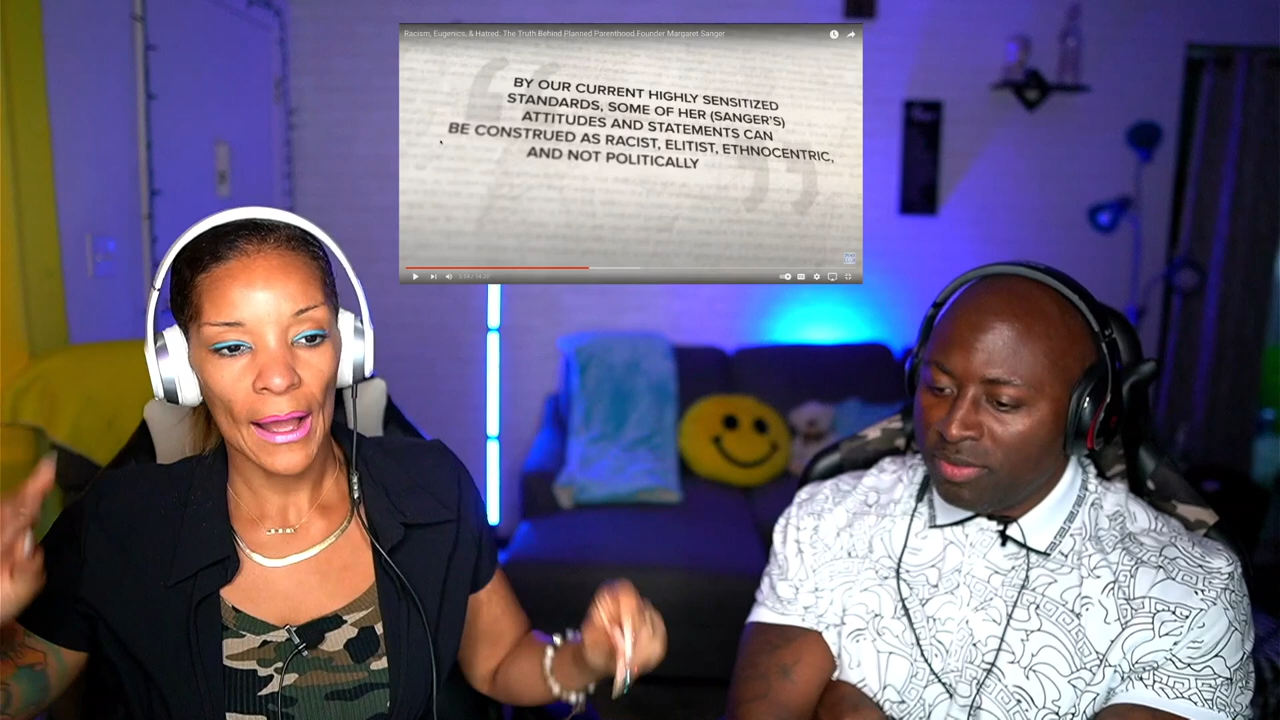 Racism, Eugenics, & Hatred: The Truth Behind Planned Parenthood Founder Margaret Sanger
BY OUR CURRENT HIGHLY SENSITIZED
STANDARDS, SOME OF HER (SANGER'S)
ATTITUDES AND STATEMENTS CAN
BE CONSTRUED AS RACIST, ELITIST, ETHNOCENTRIC,
AND NOT POLITICALLY